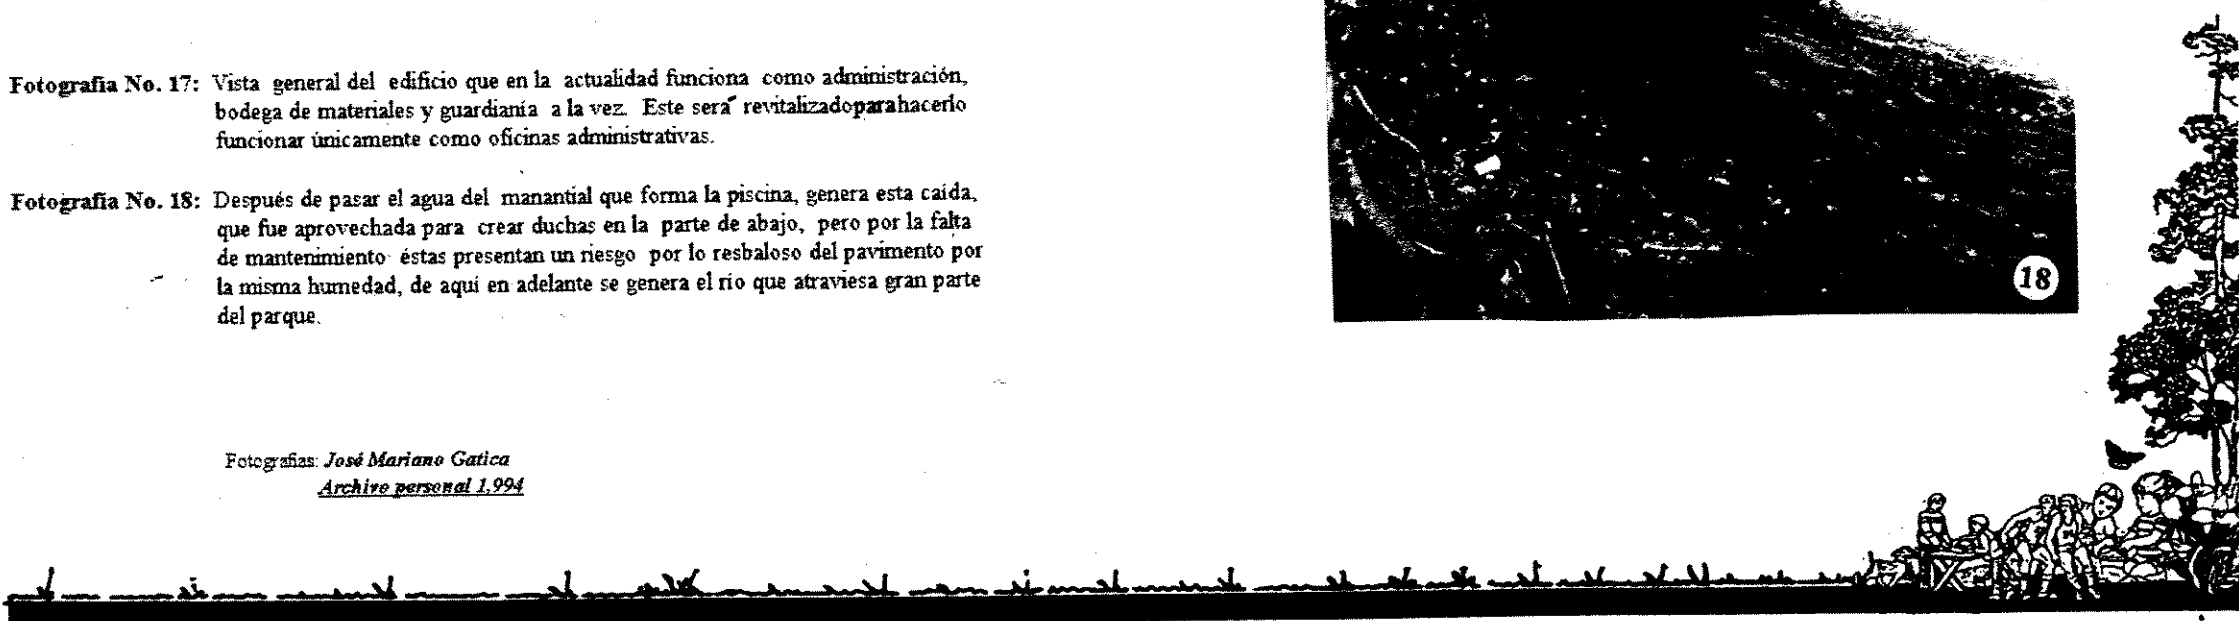 Fotografía No. 17: Vista general del edificio que en la actualidad funciona como administración,
bodega de materiales y guardianía a la vez. Este será revitalizadoparahacerlo
funcionar únicamente como oficinas administrativas.
Fotografía No. 18: Después de pasar el agua del manantial que forma la piscina, genera esta caída,
que fue aprovechada para crear duchas en la parte de abajo, pero por la falta
de mantenimiento éstas presentan un riesgo por lo resbaloso del pavimento por
la misma humedad, de aquí en adelante se genera el río que atraviesa gran parte
del parque.
18
Fotografías: José Mariano Gatica
Archivo personal 1,994